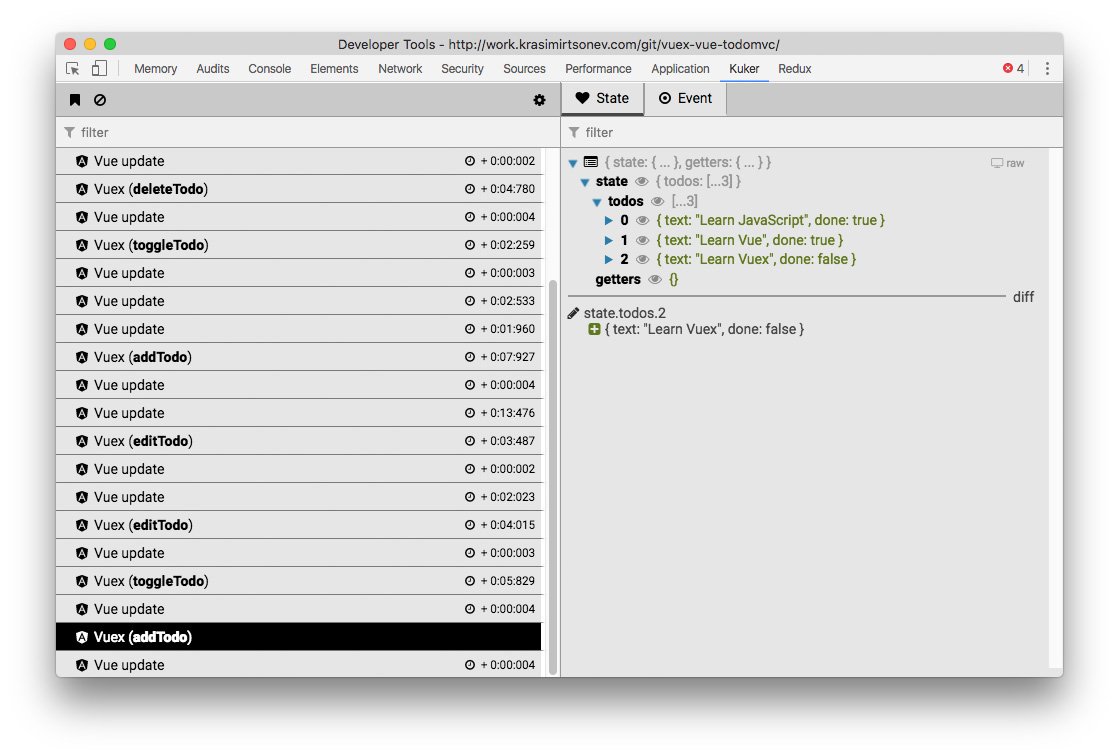 Developer Tools - http://work.krasimirtsonev.com/git/vuex-vue-todomvc/
Memory Audits Console Elements Network Security Sources Performance Application Kuker Redux 4
State Event
filter
Vue update + 0:00:002
Vuex (deleteTodo) + 0:04:780
Vue update + 0:00:004
Vuex (toggleTodo) + 0:02:259
Vue update + 0:00:003
Vue update + 0:02:533
Vue update + 0:01:960
Vuex (addTodo) + 0:07:927
Vue update + 0:00:004
Vue update + 0:13:476
Vuex (editTodo) + 0:03:487
Vue update + 0:00:002
Vue update + 0:02:023
Vuex (editTodo) + 0:04:015
Vue update + 0:00:003
Vuex (toggleTodo) + 0:05:829
Vue update + 0:00:004
Vuex (addTodo)
Vue update + 0:00:004
filter
{ state: { ... }, getters: { ... } } raw
state { todos: [...3] }
todos [...3]
0 { text: "Learn JavaScript", done: true }
1 { text: "Learn Vue", done: true }
2 { text: "Learn Vuex", done: false }
getters {}
diff
state.todos.2
{ text: "Learn Vuex", done: false }